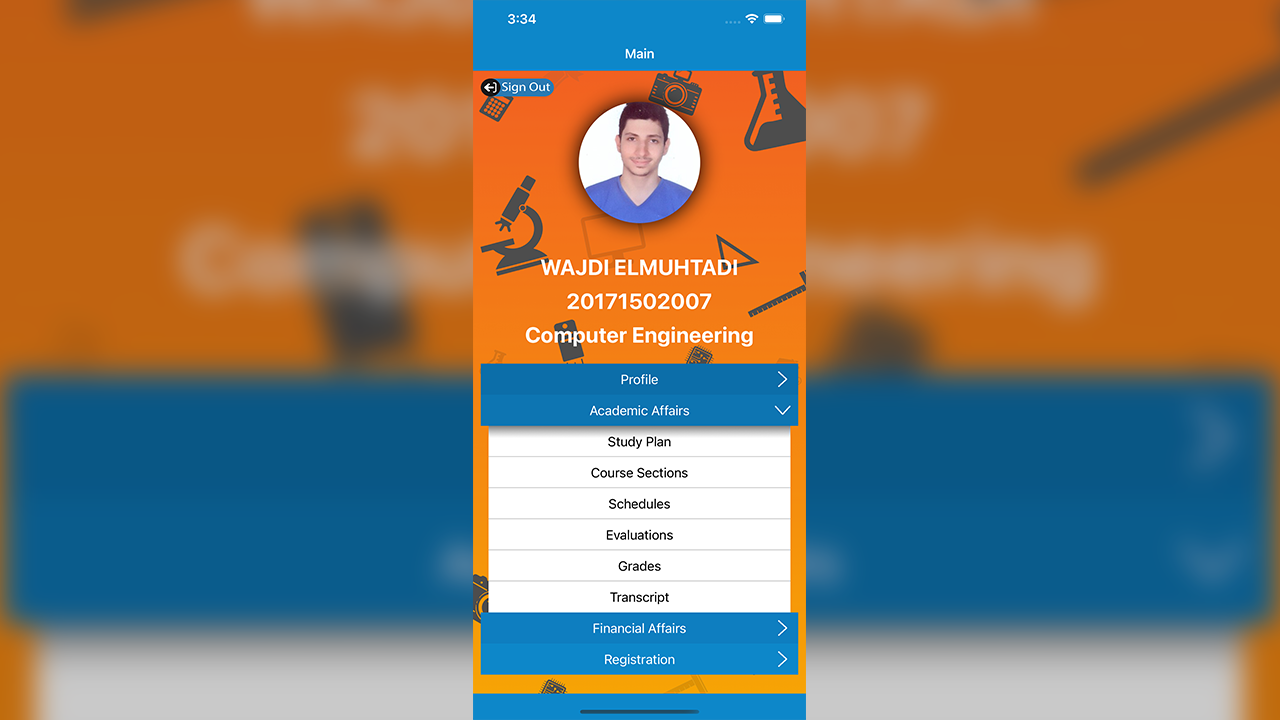 3:34
Main
Sign Out
WAJDI ELMUHTADI
20171502007
Computer Engineering
Profile
Academic Affairs
Study Plan
Course Sections
Schedules
Evaluations
Grades
Transcript
Financial Affairs
Registration